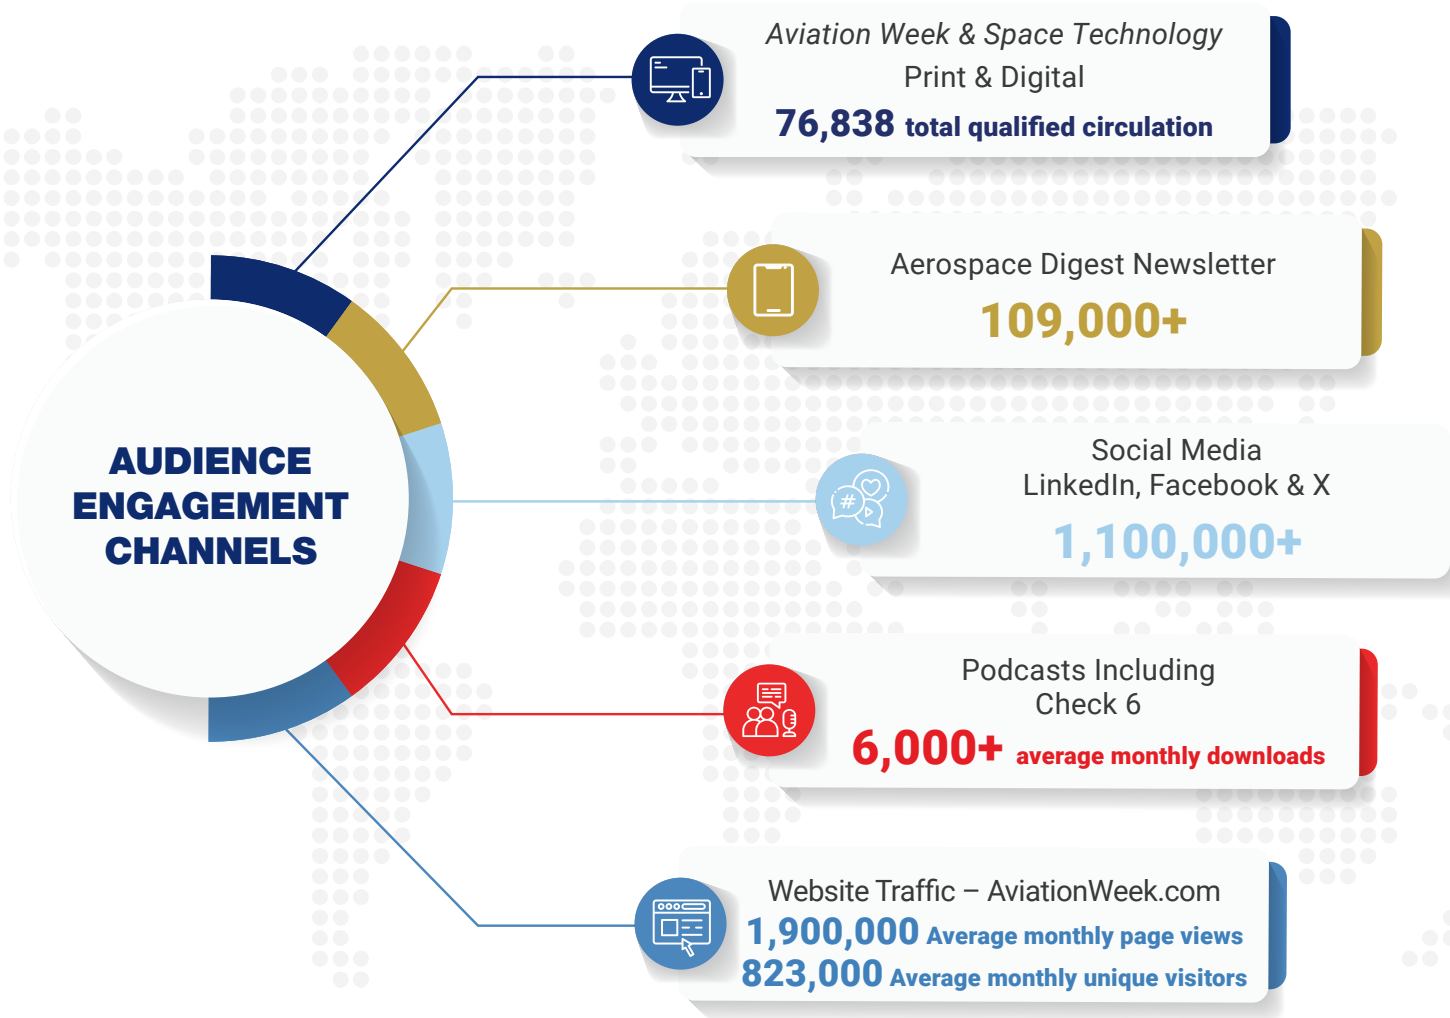 Aviation Week & Space Technology
Print & Digital
76,838 total qualified circulation
Aerospace Digest Newsletter
109,000+
AUDIENCE
ENGAGEMENT
CHANNELS
Social Media
LinkedIn, Facebook & X
#
1,100,000+
Podcasts Including
Check 6
6,000+ average monthly downloads
Website Traffic – AviationWeek.com
1,900,000 Average monthly page views
823,000 Average monthly unique visitors